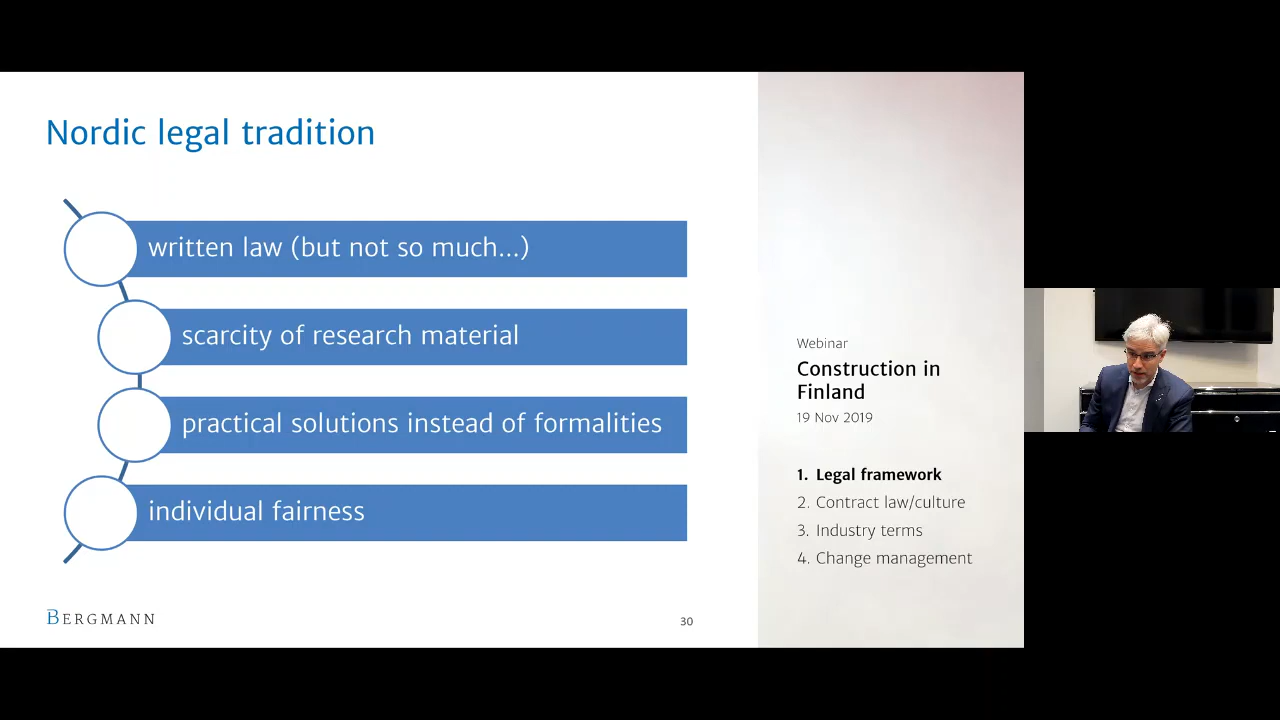 Nordic legal tradition
written law (but not so much...)
scarcity of research material
practical solutions instead of formalities
individual fairness
BERGMANN
30
Webinar
Construction in
Finland
19 Nov 2019
1. Legal framework
2. Contract law/culture
3. Industry terms
4. Change management